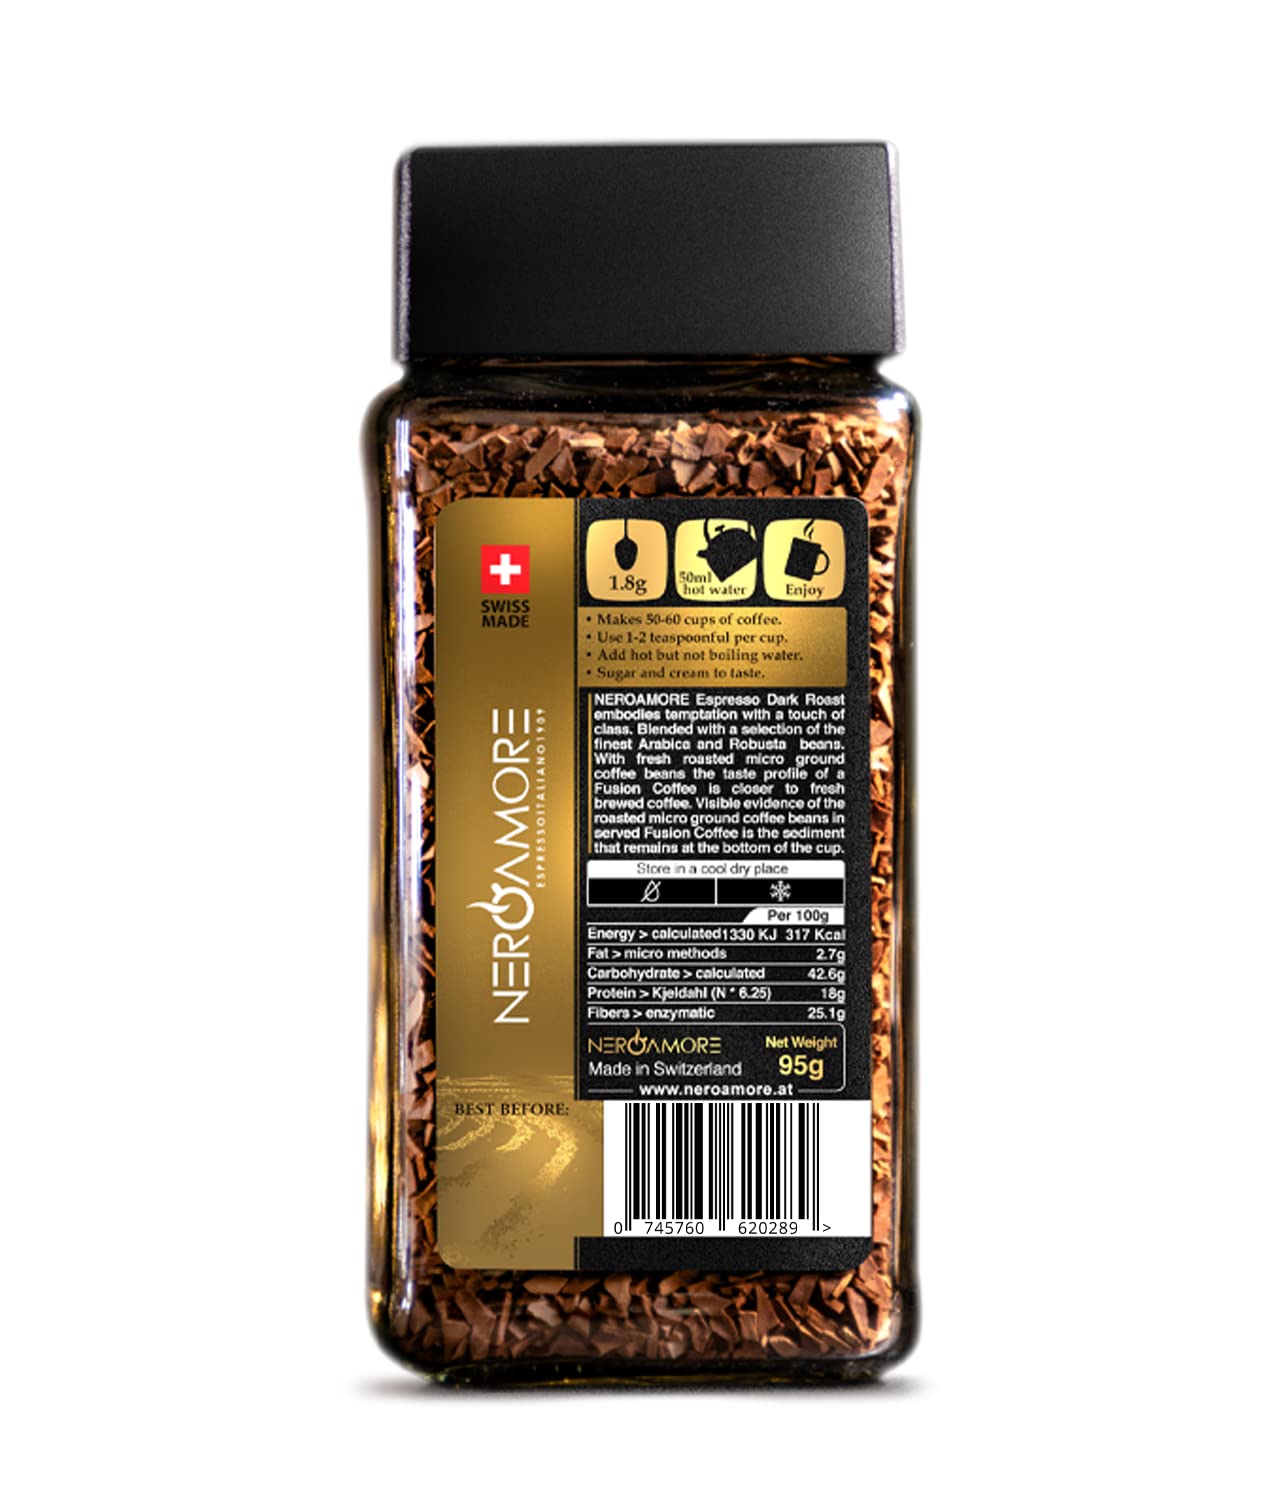 SWISS
MADE
NEROAMORE
ESPRESSOITALIANO1909
1.8g
50ml
hot water
Enjoy
• Makes 50-60 cups of coffee.
• Use 1-2 teaspoonful per cup.
• Add hot but not boiling water.
• Sugar and cream to taste.
NEROAMORE Espresso Dark Roast
embodies temptation with a touch of
class. Blended with a selection of the
finest Arabica and Robusta beans.
With fresh roasted micro ground
coffee beans the taste profile of a
Fusion Coffee is closer to fresh
brewed coffee. Visible evidence of the
roasted micro ground coffee beans in
served Fusion Coffee is the sediment
that remains at the bottom of the cup.
Store in a cool dry place
Per 100g
Energy > calculated1330 KJ 317 Kcal
Fat > micro methods 2.7g
Carbohydrate > calculated 42.6g
Protein > Kjeldahl (N * 6.25) 18g
Fibers > enzymatic 25.1g
NEROAMORE
Made in Switzerland
Net Weight
95g
www.neroamore.at
BEST BEFORE:
0 745760 620289 >